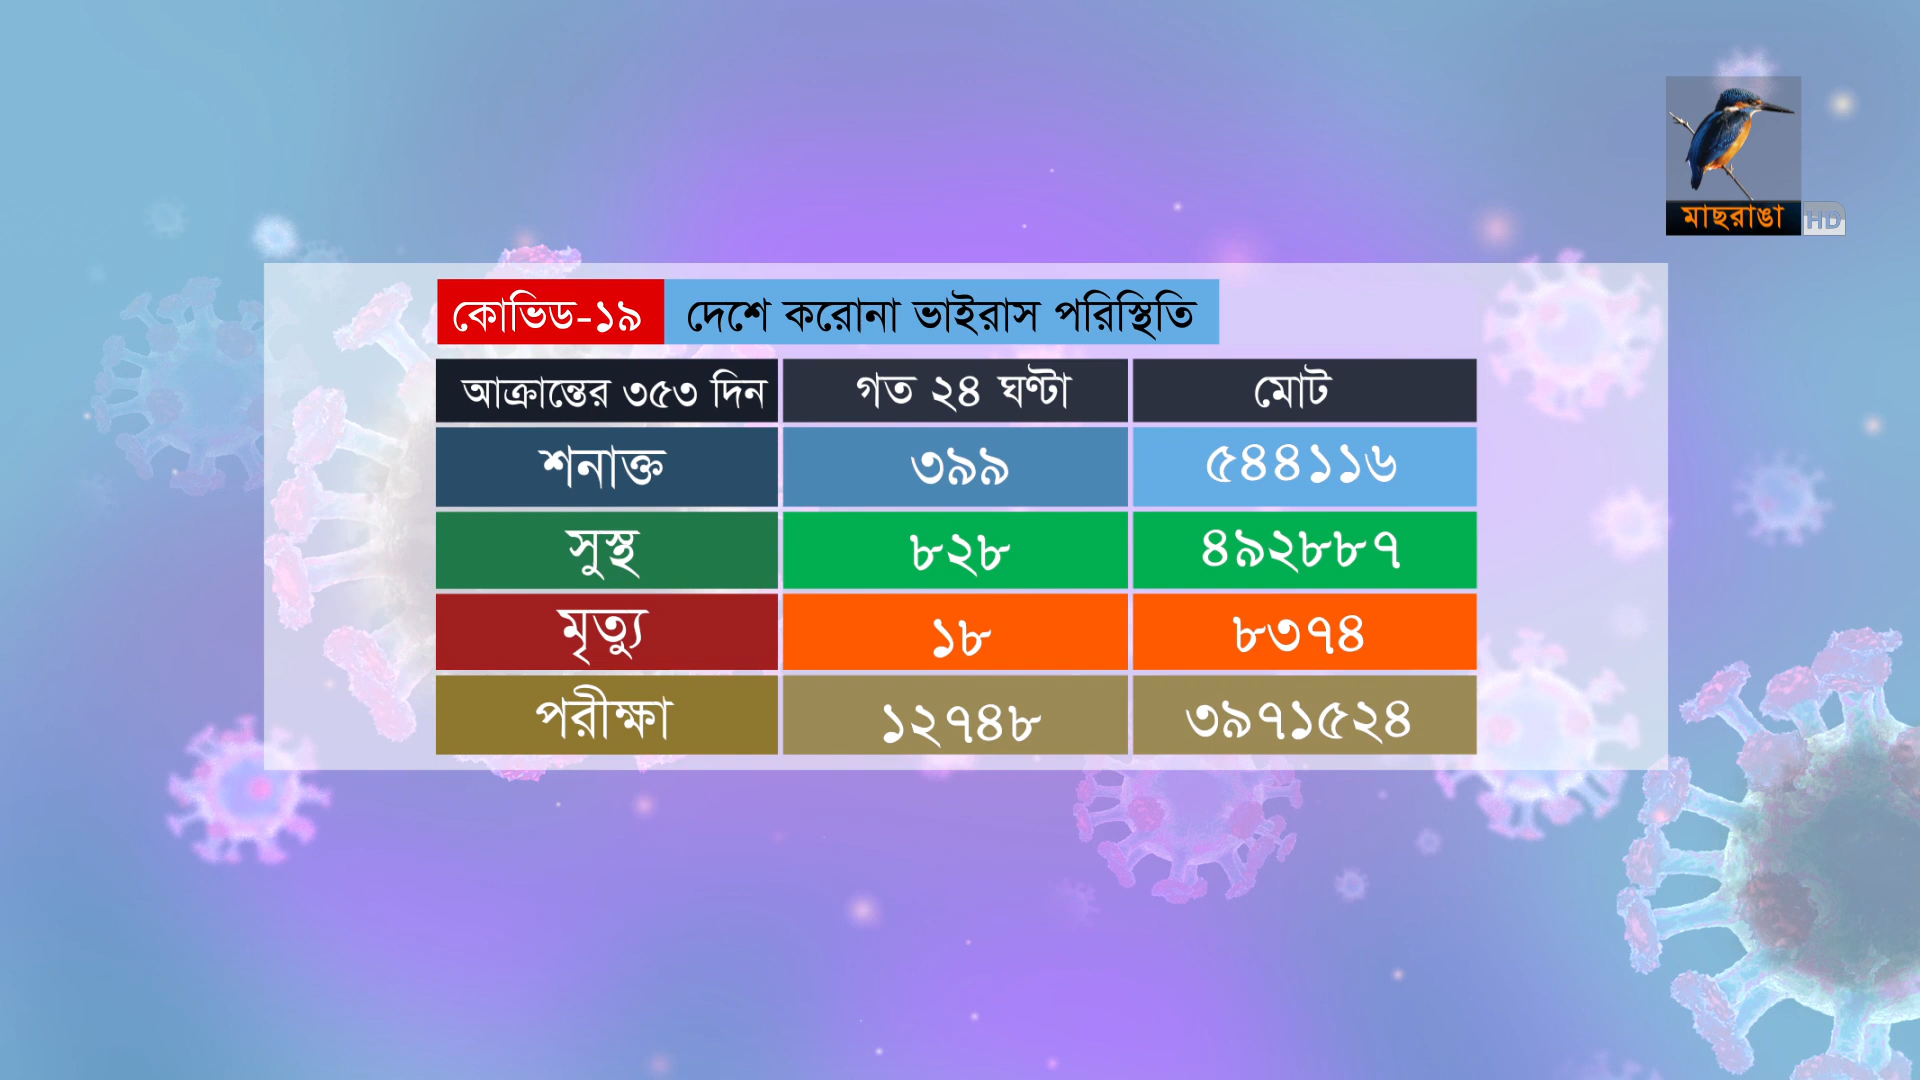 মাছরাঙা HD
কোভিড-১৯ দেশে করোনা ভাইরাস পরিস্থিতি
আক্রান্তের ৩৫৩ দিন গত ২৪ ঘণ্টা মোট
শনাক্ত ৩৯৯ ৫৪৪১১৬
সুস্থ ৮২৮ ৪৯২৮৮৭
মৃত্যু ১৮ ৮৩৭৪
পরীক্ষা ১২৭৪৮ ৩৯৭১৫২৪